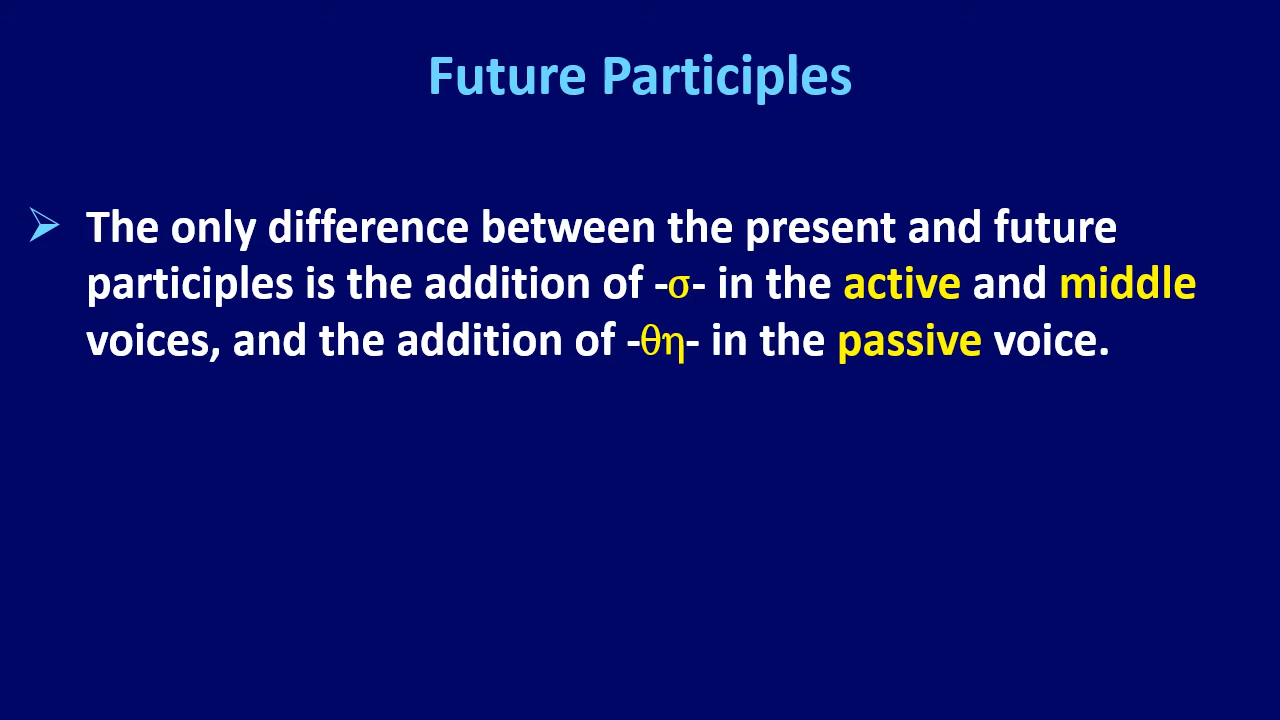 Future Participles
➢ The only difference between the present and future
participles is the addition of -σ- in the active and middle
voices, and the addition of -θη- in the passive voice.